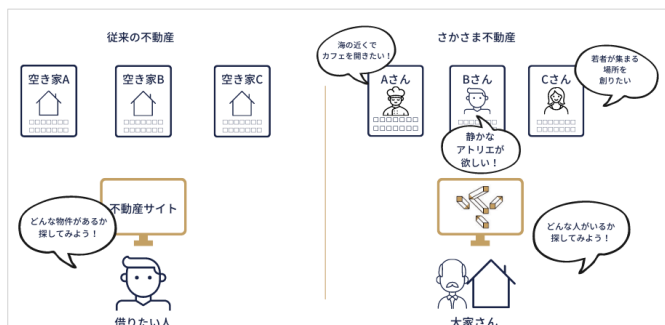 従来の不動産
空き家A
空き家B
空き家C
どんな物件があるか
探してみよう！
不動産サイト
借りたい人
さかさま不動産
海の近くで
カフェを開きたい！
Aさん
Bさん
Cさん
若者が集まる
場所を
創りたい
静かな
アトリエが
欲しい！
どんな人がいるか
探してみよう！
大家さん